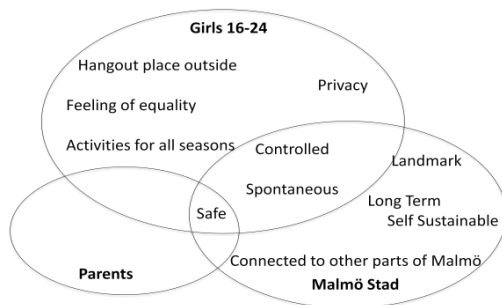 Girls 16-24
Hangout place outside
Privacy
Feeling of equality
Activities for all seasons
Controlled
Landmark
Spontaneous
Long Term
Safe
Self Sustainable
Connected to other parts of Malmö
Parents
Malmö Stad